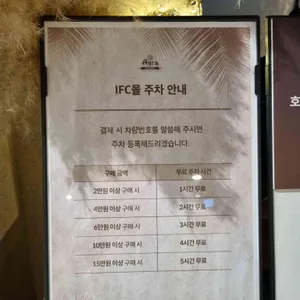 Ayra
IFC몰 주차 안내
결제 시 차량번호를 말씀해 주시면
주차 등록해드리겠습니다.
구매 금액 무료 주차 시간
2만원 이상 구매 시 1시간 무료
4만원 이상 구매 시 2시간 무료
6만원 이상 구매 시 3시간 무료
10만원 이상 구매 시 4시간 무료
15만원 이상 구매 시 5시간 무료
호